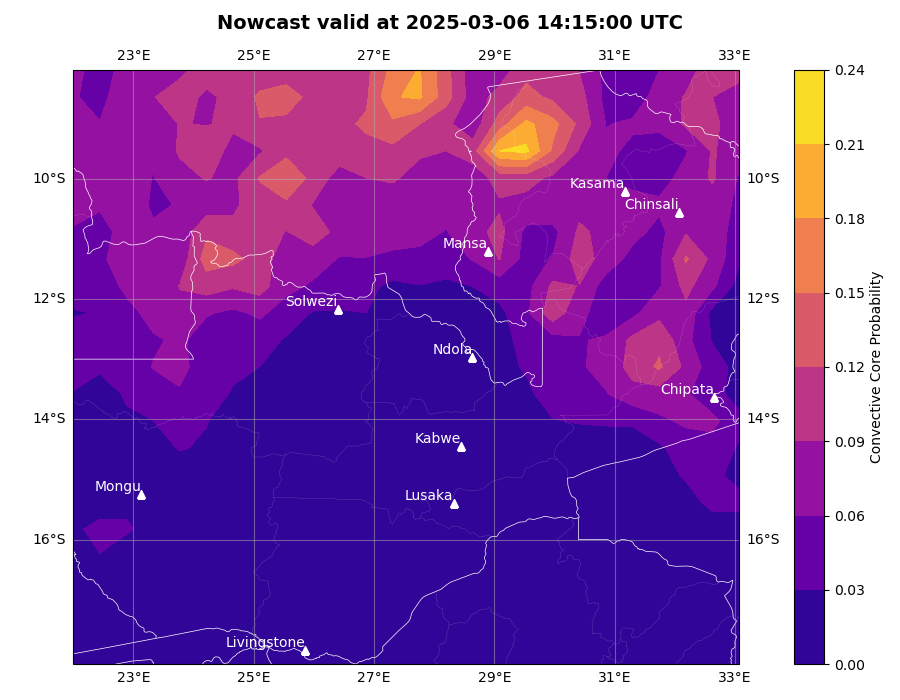 Nowcast valid at 2025-03-06 14:15:00 UTC
23°E 25°E 27°E 29°E 31°E 33°E
0.24
0.21
10°S Kasama 10°S
Chinsali
0.18
Mansa
0.15
12°S Solwezi 12°S
Ndola
0.12
Chipata
14°S 14°S
Kabwe
0.09
Mongu
Lusaka
0.06
16°S 16°S
0.03
Livingstone
0.00
23°E 25°E 27°E 29°E 31°E 33°E
Convective Core Probability